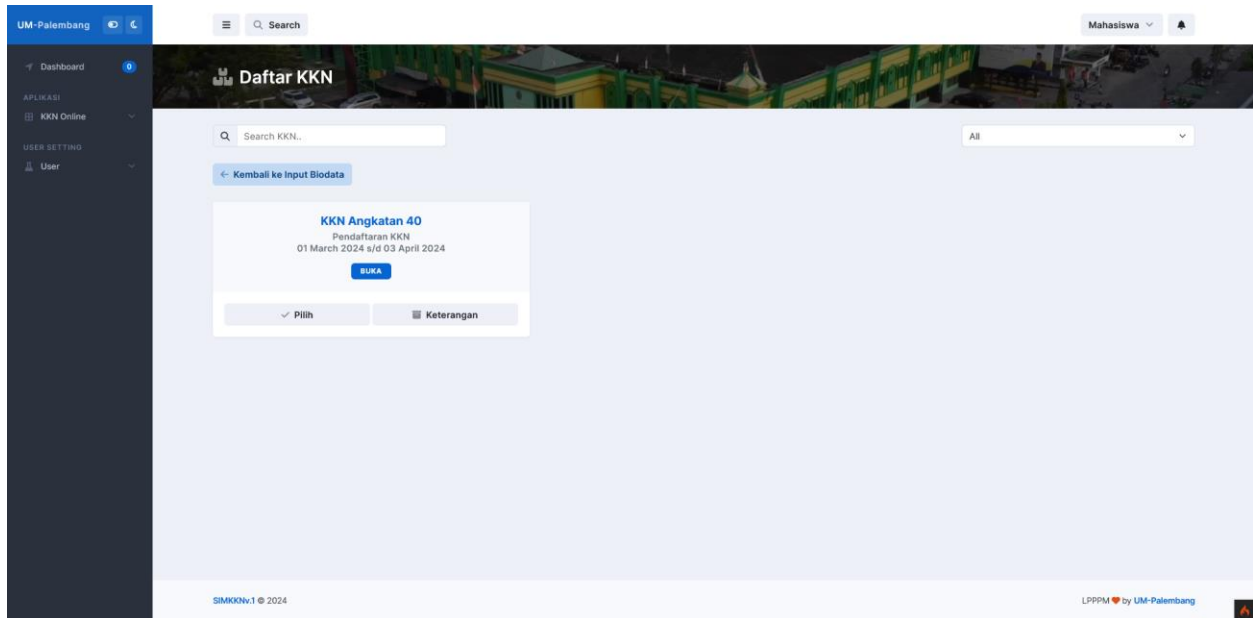 UM-Palembang
Search
Mahasiswa
Dashboard 0
APLIKASI
KKN Online
USER SETTING
User
Daftar KKN
Search KKN..
All
← Kembali ke Input Biodata
KKN Angkatan 40
Pendaftaran KKN
01 March 2024 s/d 03 April 2024
BUKA
Pilih
Keterangan
SIMKKNv.1 © 2024
LPPPM ❤ by UM-Palembang